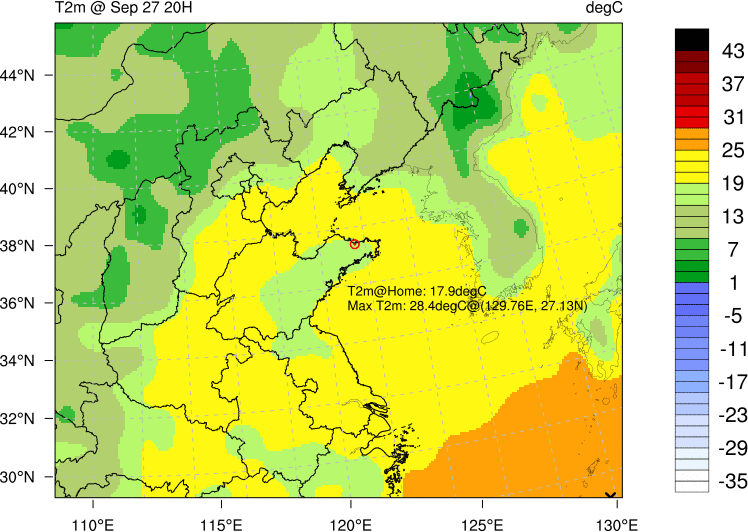 T2m @ Sep 27 20H degC
44°N
42°N
40°N
38°N
36°N
34°N
32°N
30°N
110°E 115°E 120°E 125°E 130°E
T2m@Home: 17.9degC
Max T2m: 28.4degC@(129.76E, 27.13N)
43
37
31
25
19
13
7
1
-5
-11
-17
-23
-29
-35